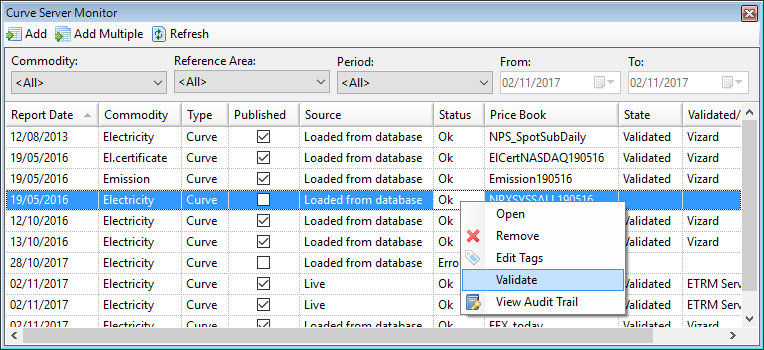 Curve Server Monitor
Add Add Multiple Refresh
Commodity: Reference Area: Period: From: To:
<All> <All> <All> 02/11/2017 02/11/2017
Report Date Commodity Type Published Source Status Price Book State Validated/
12/08/2013 Electricity Curve Loaded from database Ok NPS_SpotSubDaily Validated Vizard
19/05/2016 El.certificate Curve Loaded from database Ok ElCertNASDAQ190516 Validated Vizard
19/05/2016 Emission Curve Loaded from database Ok Emission190516 Validated Vizard
19/05/2016 Electricity Curve Loaded from database Ok NPXSYSSALL190516
12/10/2016 Electricity Curve Loaded from database Ok Validated Vizard
13/10/2016 Electricity Curve Loaded from database Ok Validated Vizard
28/10/2017 Electricity Curve Loaded from database Erro
02/11/2017 Electricity Curve Live Ok Validated ETRM Serv
02/11/2017 Electricity Curve Live Ok Validated ETRM Serv
02/11/2017 Electricity Curve Loaded from database Ok EEX_today Validated Vizard
Open
Remove
Edit Tags
Validate
View Audit Trail